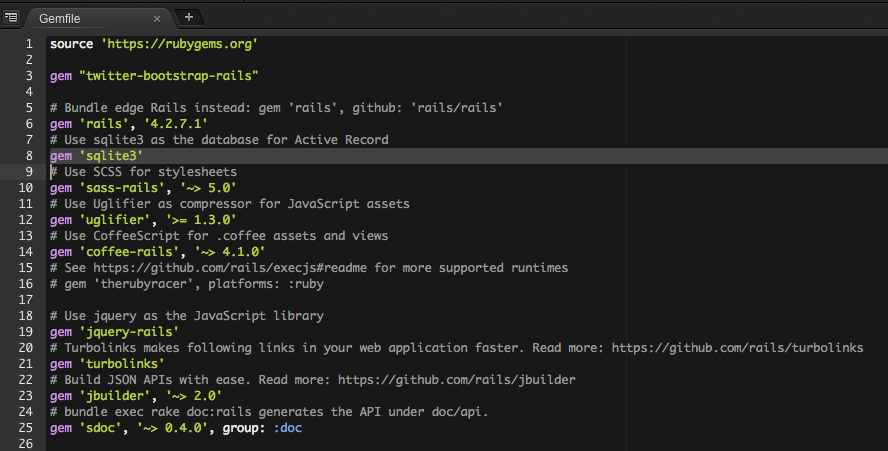 Gemfile × +
1 source 'https://rubygems.org'
2
3 gem "twitter-bootstrap-rails"
4
5 # Bundle edge Rails instead: gem 'rails', github: 'rails/rails'
6 gem 'rails', '4.2.7.1'
7 # Use sqlite3 as the database for Active Record
8 gem 'sqlite3'
9 # Use SCSS for stylesheets
10 gem 'sass-rails', '~> 5.0'
11 # Use Uglifier as compressor for JavaScript assets
12 gem 'uglifier', '>= 1.3.0'
13 # Use CoffeeScript for .coffee assets and views
14 gem 'coffee-rails', '~> 4.1.0'
15 # See https://github.com/rails/execjs#readme for more supported runtimes
16 # gem 'therubyracer', platforms: :ruby
17
18 # Use jquery as the JavaScript library
19 gem 'jquery-rails'
20 # Turbolinks makes following links in your web application faster. Read more: https://github.com/rails/turbolinks
21 gem 'turbolinks'
22 # Build JSON APIs with ease. Read more: https://github.com/rails/jbuilder
23 gem 'jbuilder', '~> 2.0'
24 # bundle exec rake doc:rails generates the API under doc/api.
25 gem 'sdoc', '~> 0.4.0', group: :doc
26